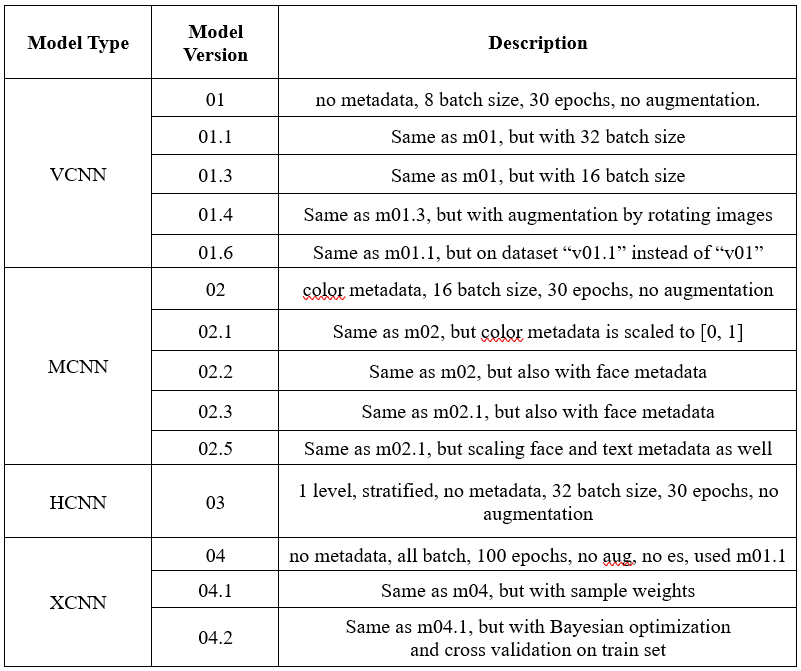 Model Type
Model
Version
Description
VCNN
01
no metadata, 8 batch size, 30 epochs, no augmentation.
01.1
Same as m01, but with 32 batch size
01.3
Same as m01, but with 16 batch size
01.4
Same as m01.3, but with augmentation by rotating images
01.6
Same as m01.1, but on dataset “v01.1” instead of “v01”
MCNN
02
color metadata, 16 batch size, 30 epochs, no augmentation
02.1
Same as m02, but color metadata is scaled to [0, 1]
02.2
Same as m02, but also with face metadata
02.3
Same as m02.1, but also with face metadata
02.5
Same as m02.1, but scaling face and text metadata as well
HCNN
03
1 level, stratified, no metadata, 32 batch size, 30 epochs, no
augmentation
XCNN
04
no metadata, all batch, 100 epochs, no aug, no es, used m01.1
04.1
Same as m04, but with sample weights
04.2
Same as m04.1, but with Bayesian optimization
and cross validation on train set